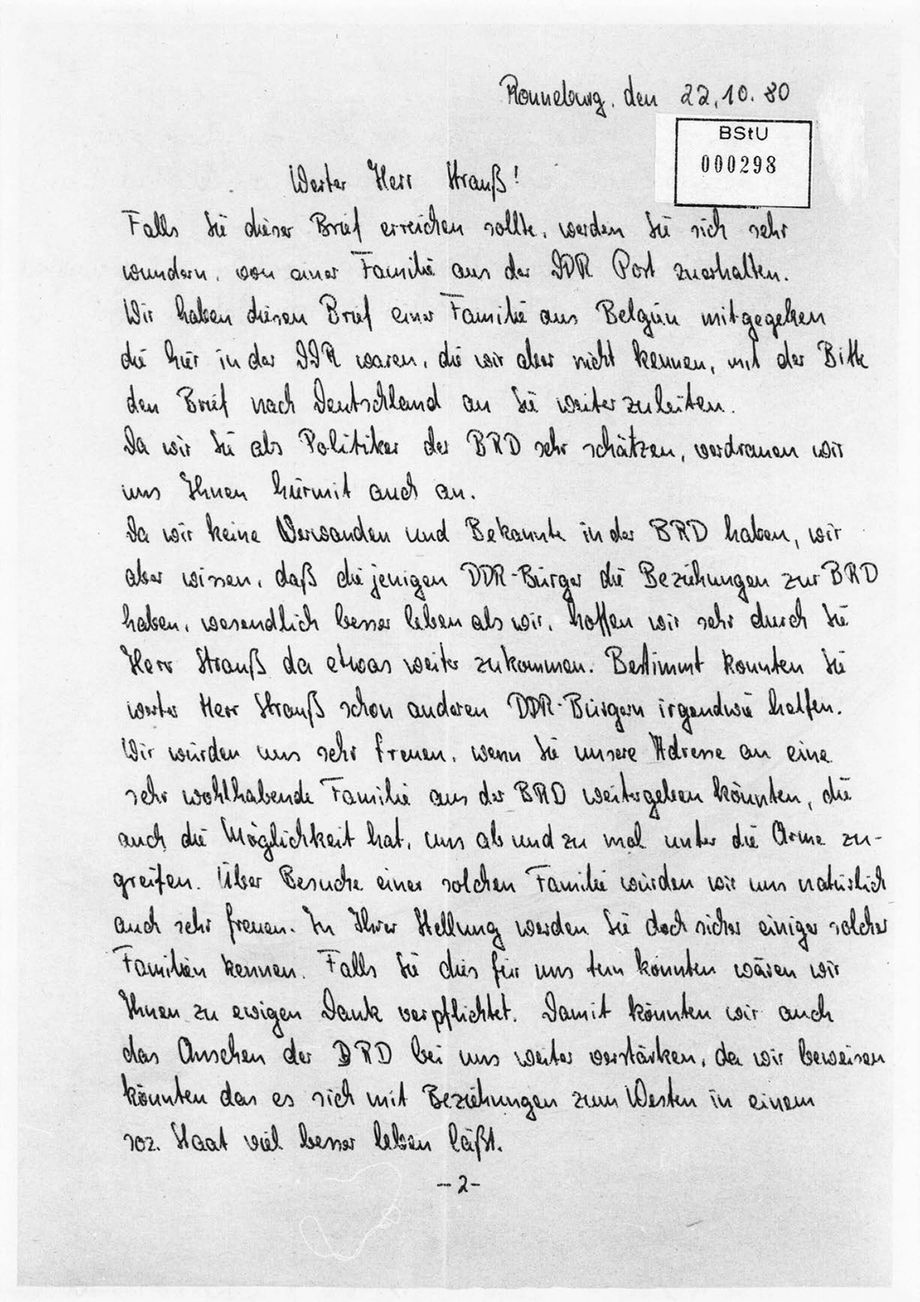 Ronneburg, den 22.10.80
BStU
000298
Werter Herr Strauß!
Falls Sie dieser Brief erreichen sollte, werden Sie sich sehr
wundern, von einer Familie aus der DDR Post zuerhalten.
Wir haben diesen Brief einer Familie aus Belgien mitgegeben
die hier in der DDR waren, die wir aber nicht kennen, mit der Bitte
den Brief nach Deutschland an Sie weiterzuleiten.
Da wir Sie als Politiker der BRD sehr schätzen, verdrauen wir
uns Ihnen hiermit auch an.
Da wir keine Verwanden und Bekannte in der BRD haben, wir
aber wissen, daß diejenigen DDR-Bürger die Beziehungen zur BRD
haben, wesendlich besser leben als wir, hoffen wir sehr durch Sie
Herr Strauß da etwas weiter zukommen. Bestimmt konnten Sie
werter Herr Strauß schon anderen DDR-Bürgern irgendwie helfen.
Wir würden uns sehr freuen, wenn Sie unsere Adresse an eine
sehr wohlhabende Familie aus der BRD weitergeben könnten, die
auch die Möglichkeit hat, uns ab und zu mal unter die Arme zu-
greifen. Über Besuche einer solchen Familie würden wir uns natürlich
auch sehr freuen. In Ihrer Stellung werden Sie doch sicher einige solcher
Familien kennen. Falls Sie dies für uns tun könnten wären wir
Ihnen zu ewigen Dank verpflichtet. Damit könnten wir auch
das Ansehen der BRD bei uns weiter verstärken, da wir beweisen
könnten das es sich mit Beziehungen zum Westen in einem
soz. Staat viel besser leben läßt.
-2-